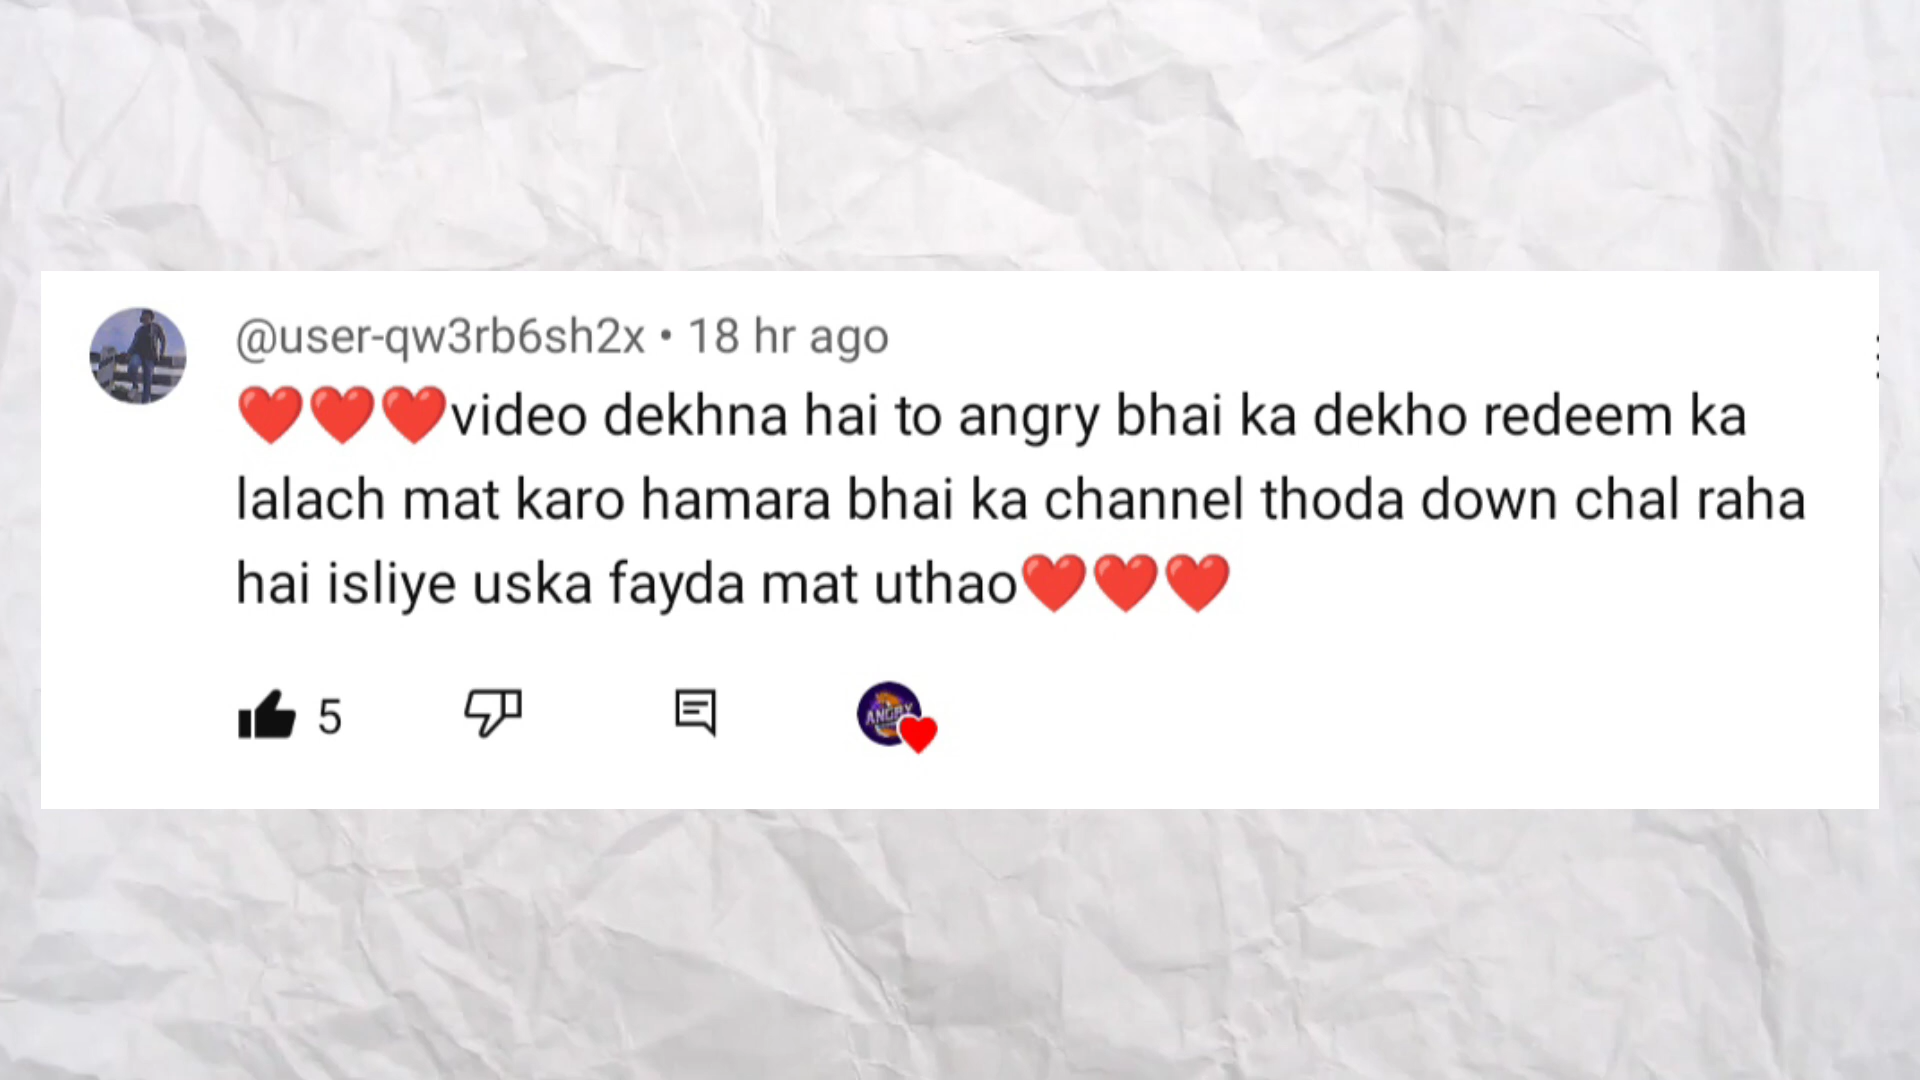 @user-qw3rb6sh2x • 18 hr ago
❤️❤️❤️video dekhna hai to angry bhai ka dekho redeem ka
lalach mat karo hamara bhai ka channel thoda down chal raha
hai isliye uska fayda mat uthao❤️❤️❤️
5
ANGRY